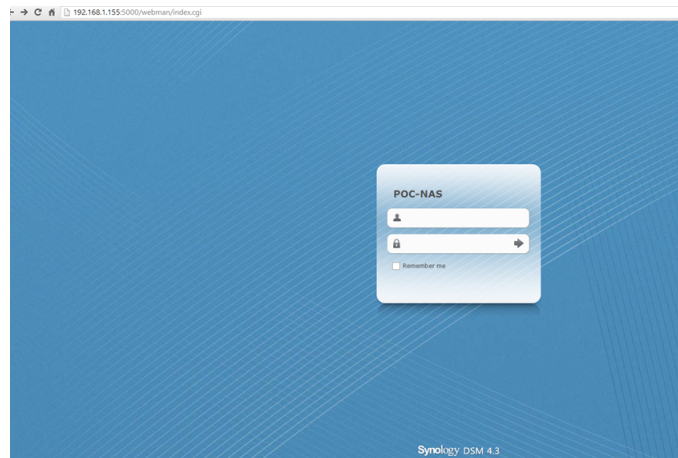 192.168.1.155:5000/webman/index.cgi
POC-NAS
Remember me
Synology DSM 4.3